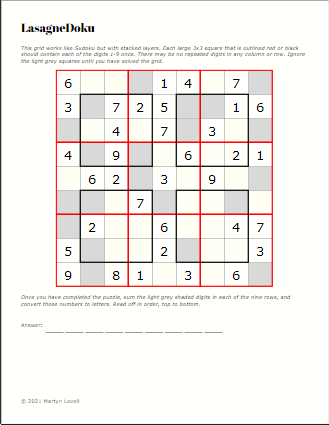 LasagneDoku
This grid works like Sudoku but with stacked layers. Each large 3x3 square that is outlined red or black
should contain each of the digits 1-9 once. There may be no repeated digits in any column or row. Ignore
the light grey squares until you have solved the grid.
6 1 4 7
3 7 2 5 1 6
4 7 3
4 9 6 2 1
6 2 3 9
7
2 6 4 7
5 2 3
9 8 1 3 6
Once you have completed the puzzle, sum the light grey shaded digits in each of the nine rows, and
convert those numbers to letters. Read off in order, top to bottom.
Answer: _____ _____ _____ _____ _____ _____ _____ _____ _____
© 2021 Martyn Lovell